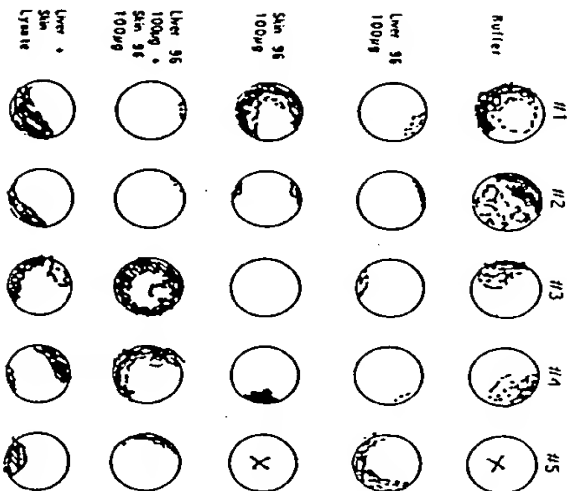 #1 #2 #3 #4 #5
Buffer X
Liver 96
100µg
Skin 96 X
100µg
Liver 96
100µg +
Skin 96
100µg
Liver +
Skin
Lysate